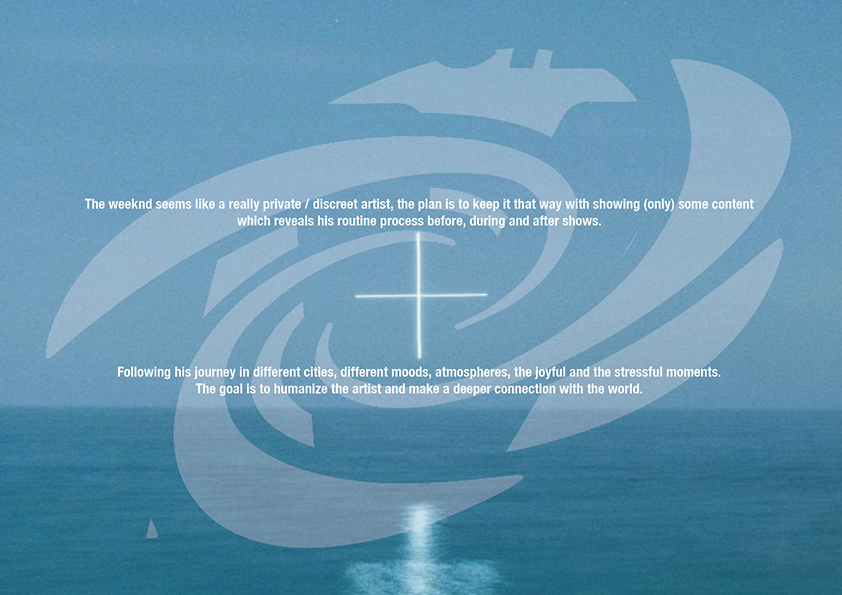 The weeknd seems like a really private / discreet artist, the plan is to keep it that way with showing (only) some content
which reveals his routine process before, during and after shows.
Following his journey in different cities, different moods, atmospheres, the joyful and the stressful moments.
The goal is to humanize the artist and make a deeper connection with the world.